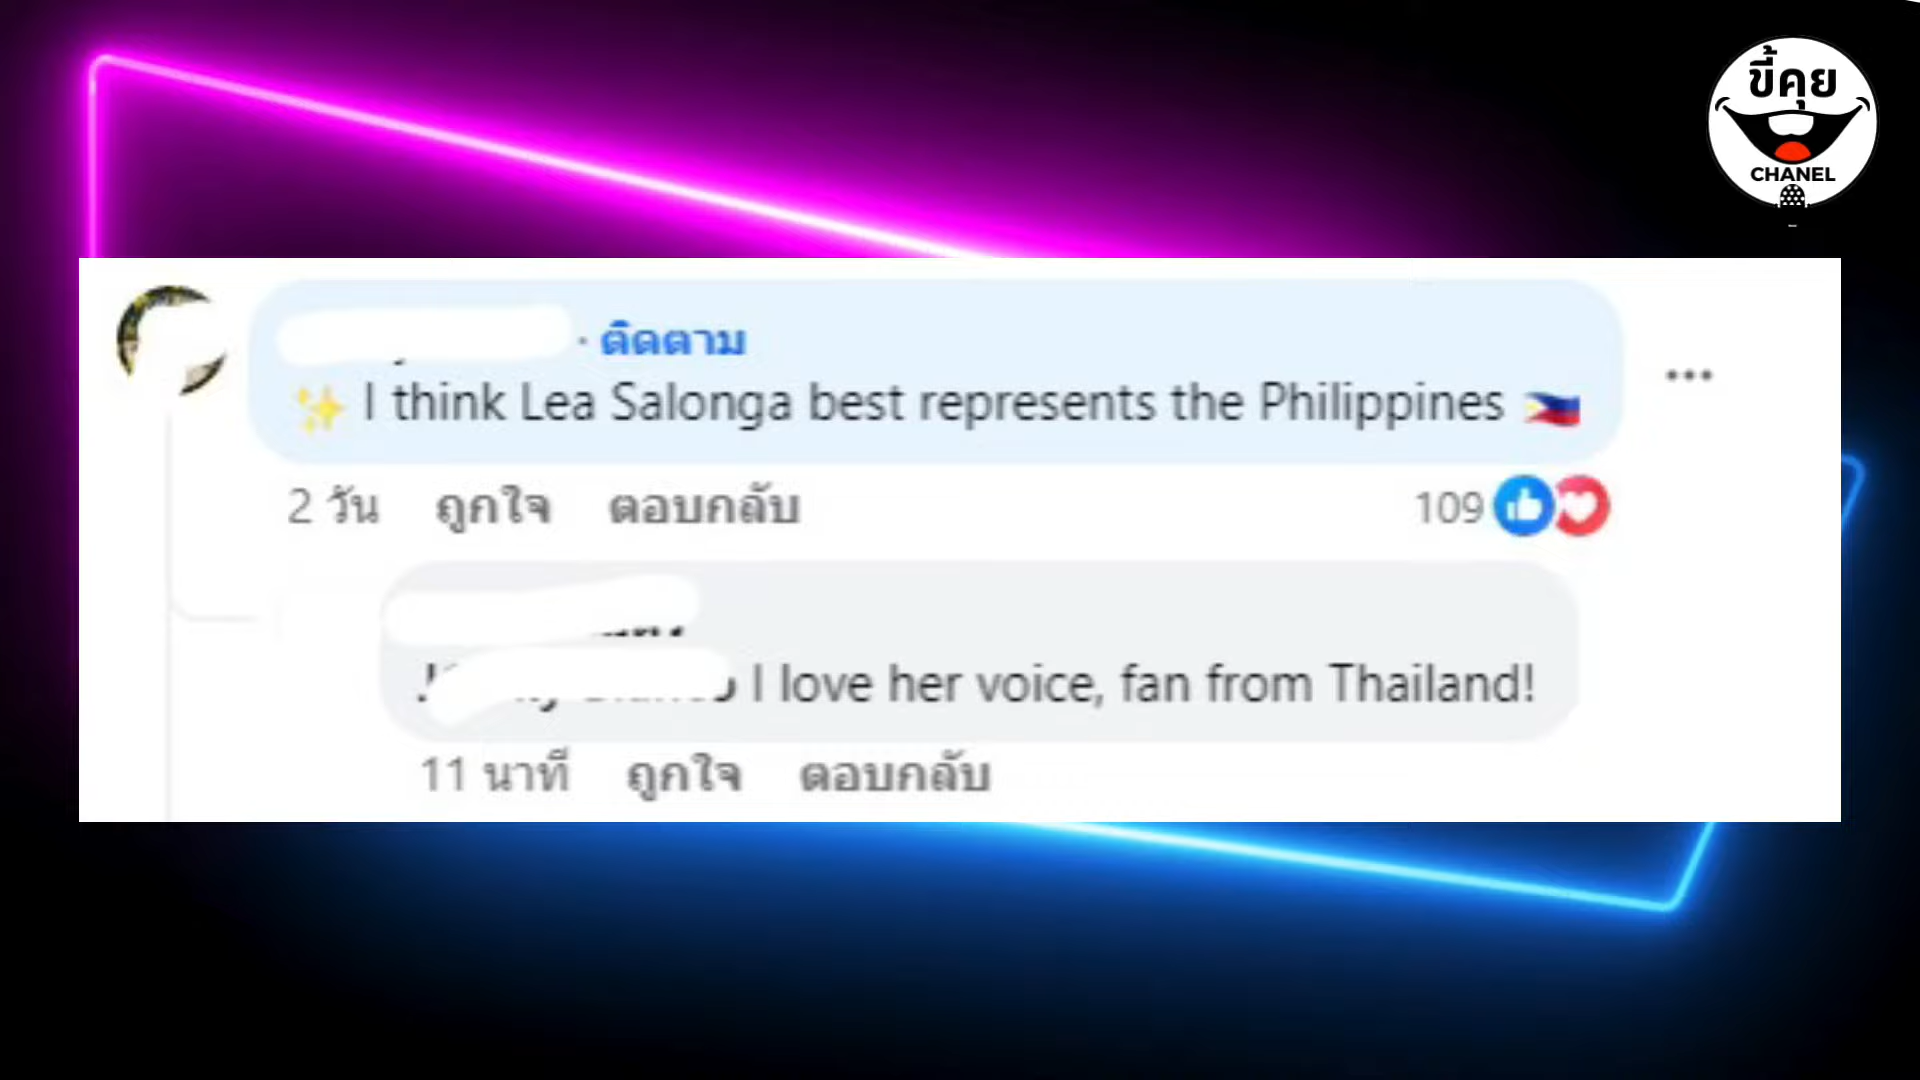 ขี้คุย
CHANEL
· ติดตาม
✨ I think Lea Salonga best represents the Philippines 🇵🇭
2 วัน ถูกใจ ตอบกลับ 109
I love her voice, fan from Thailand!
11 นาที ถูกใจ ตอบกลับ